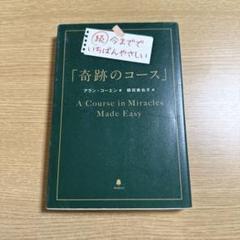 続 今までで
いちばんやさしい
「奇跡のコース」
アラン・コーエン 著
A Course in Miracles
Made Easy